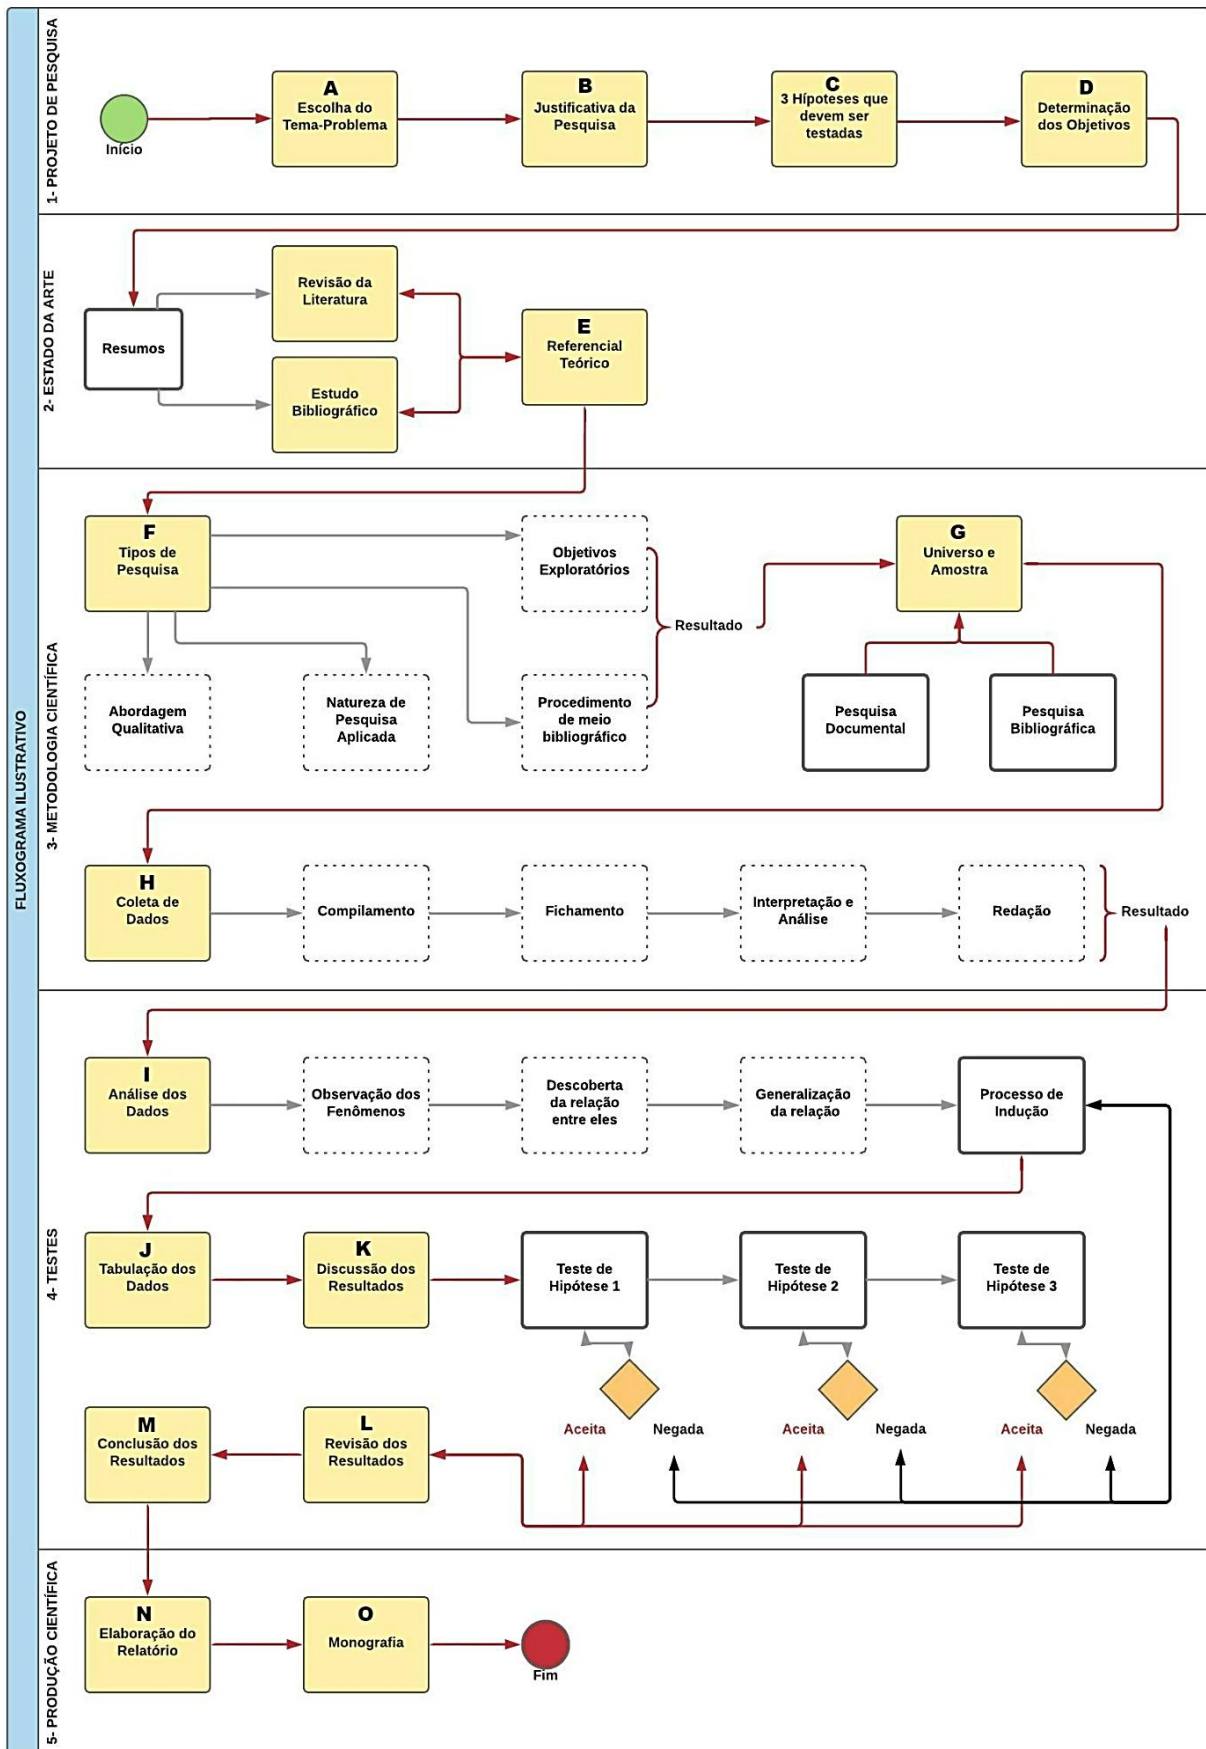 FLUXOGRAMA ILUSTRATIVO
1- PROJETO DE PESQUISA
Início
A
Escolha do
Tema-Problema
B
Justificativa da
Pesquisa
C
3 Hípoteses que
devem ser
testadas
D
Determinação
dos Objetivos
2- ESTADO DA ARTE
Resumos
Revisão da
Literatura
Estudo
Bibliográfico
E
Referencial
Teórico
3- METODOLOGIA CIENTÍFICA
F
Tipos de
Pesquisa
Objetivos
Exploratórios
Resultado
G
Universo e
Amostra
Abordagem
Qualitativa
Natureza de
Pesquisa
Aplicada
Procedimento
de meio
bibliográfico
Pesquisa
Documental
Pesquisa
Bibliográfica
H
Coleta de
Dados
Compilamento
Fichamento
Interpretação e
Análise
Redação
Resultado
4- TESTES
I
Análise dos
Dados
Observação dos
Fenômenos
Descoberta
da relação
entre eles
Generalização
da relação
Processo de
Indução
J
Tabulação dos
Dados
K
Discussão dos
Resultados
Teste de
Hipótese 1
Teste de
Hipótese 2
Teste de
Hipótese 3
Aceita
Negada
Aceita
Negada
Aceita
Negada
M
Conclusão dos
Resultados
L
Revisão dos
Resultados
5- PRODUÇÃO CIENTÍFICA
N
Elaboração do
Relatório
O
Monografia
Fim